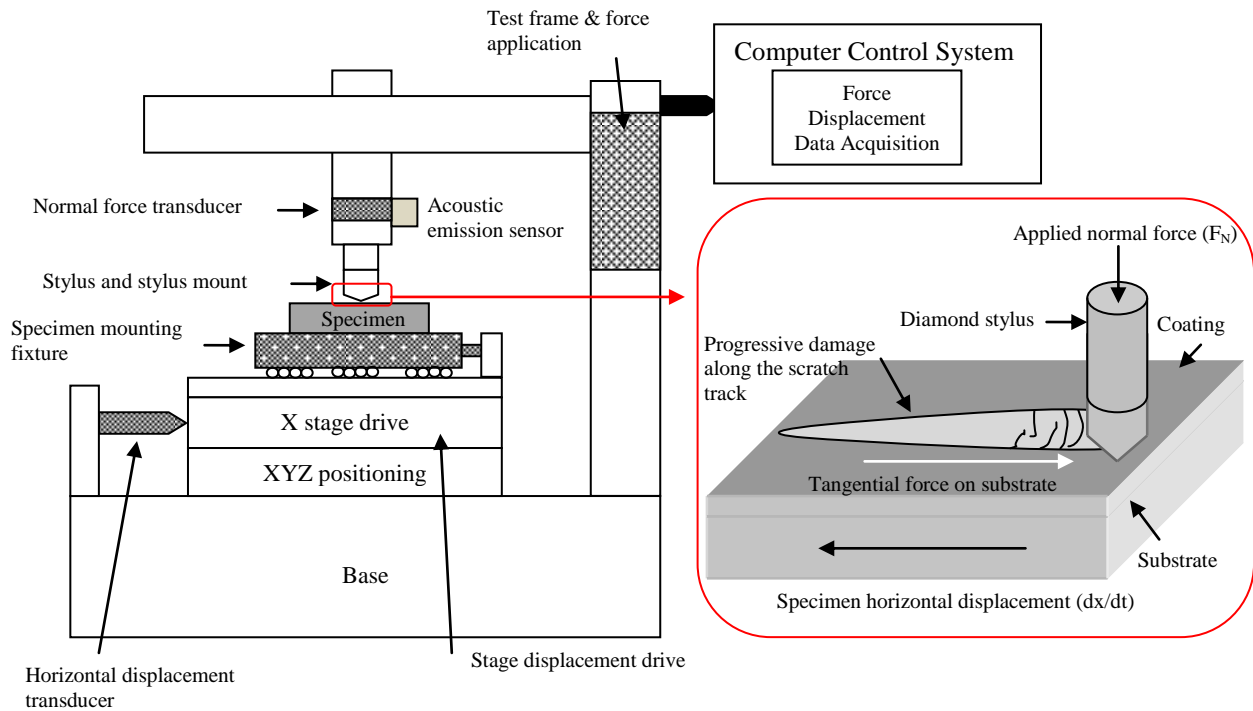 Test frame & force
application
Computer Control System
Force
Displacement
Data Acquisition
Normal force transducer
Acoustic
emission sensor
Stylus and stylus mount
Specimen
Specimen mounting
fixture
X stage drive
XYZ positioning
Base
Horizontal displacement
transducer
Stage displacement drive
Applied normal force (F_N)
Diamond stylus
Coating
Progressive damage
along the scratch
track
Tangential force on substrate
Substrate
Specimen horizontal displacement (dx/dt)